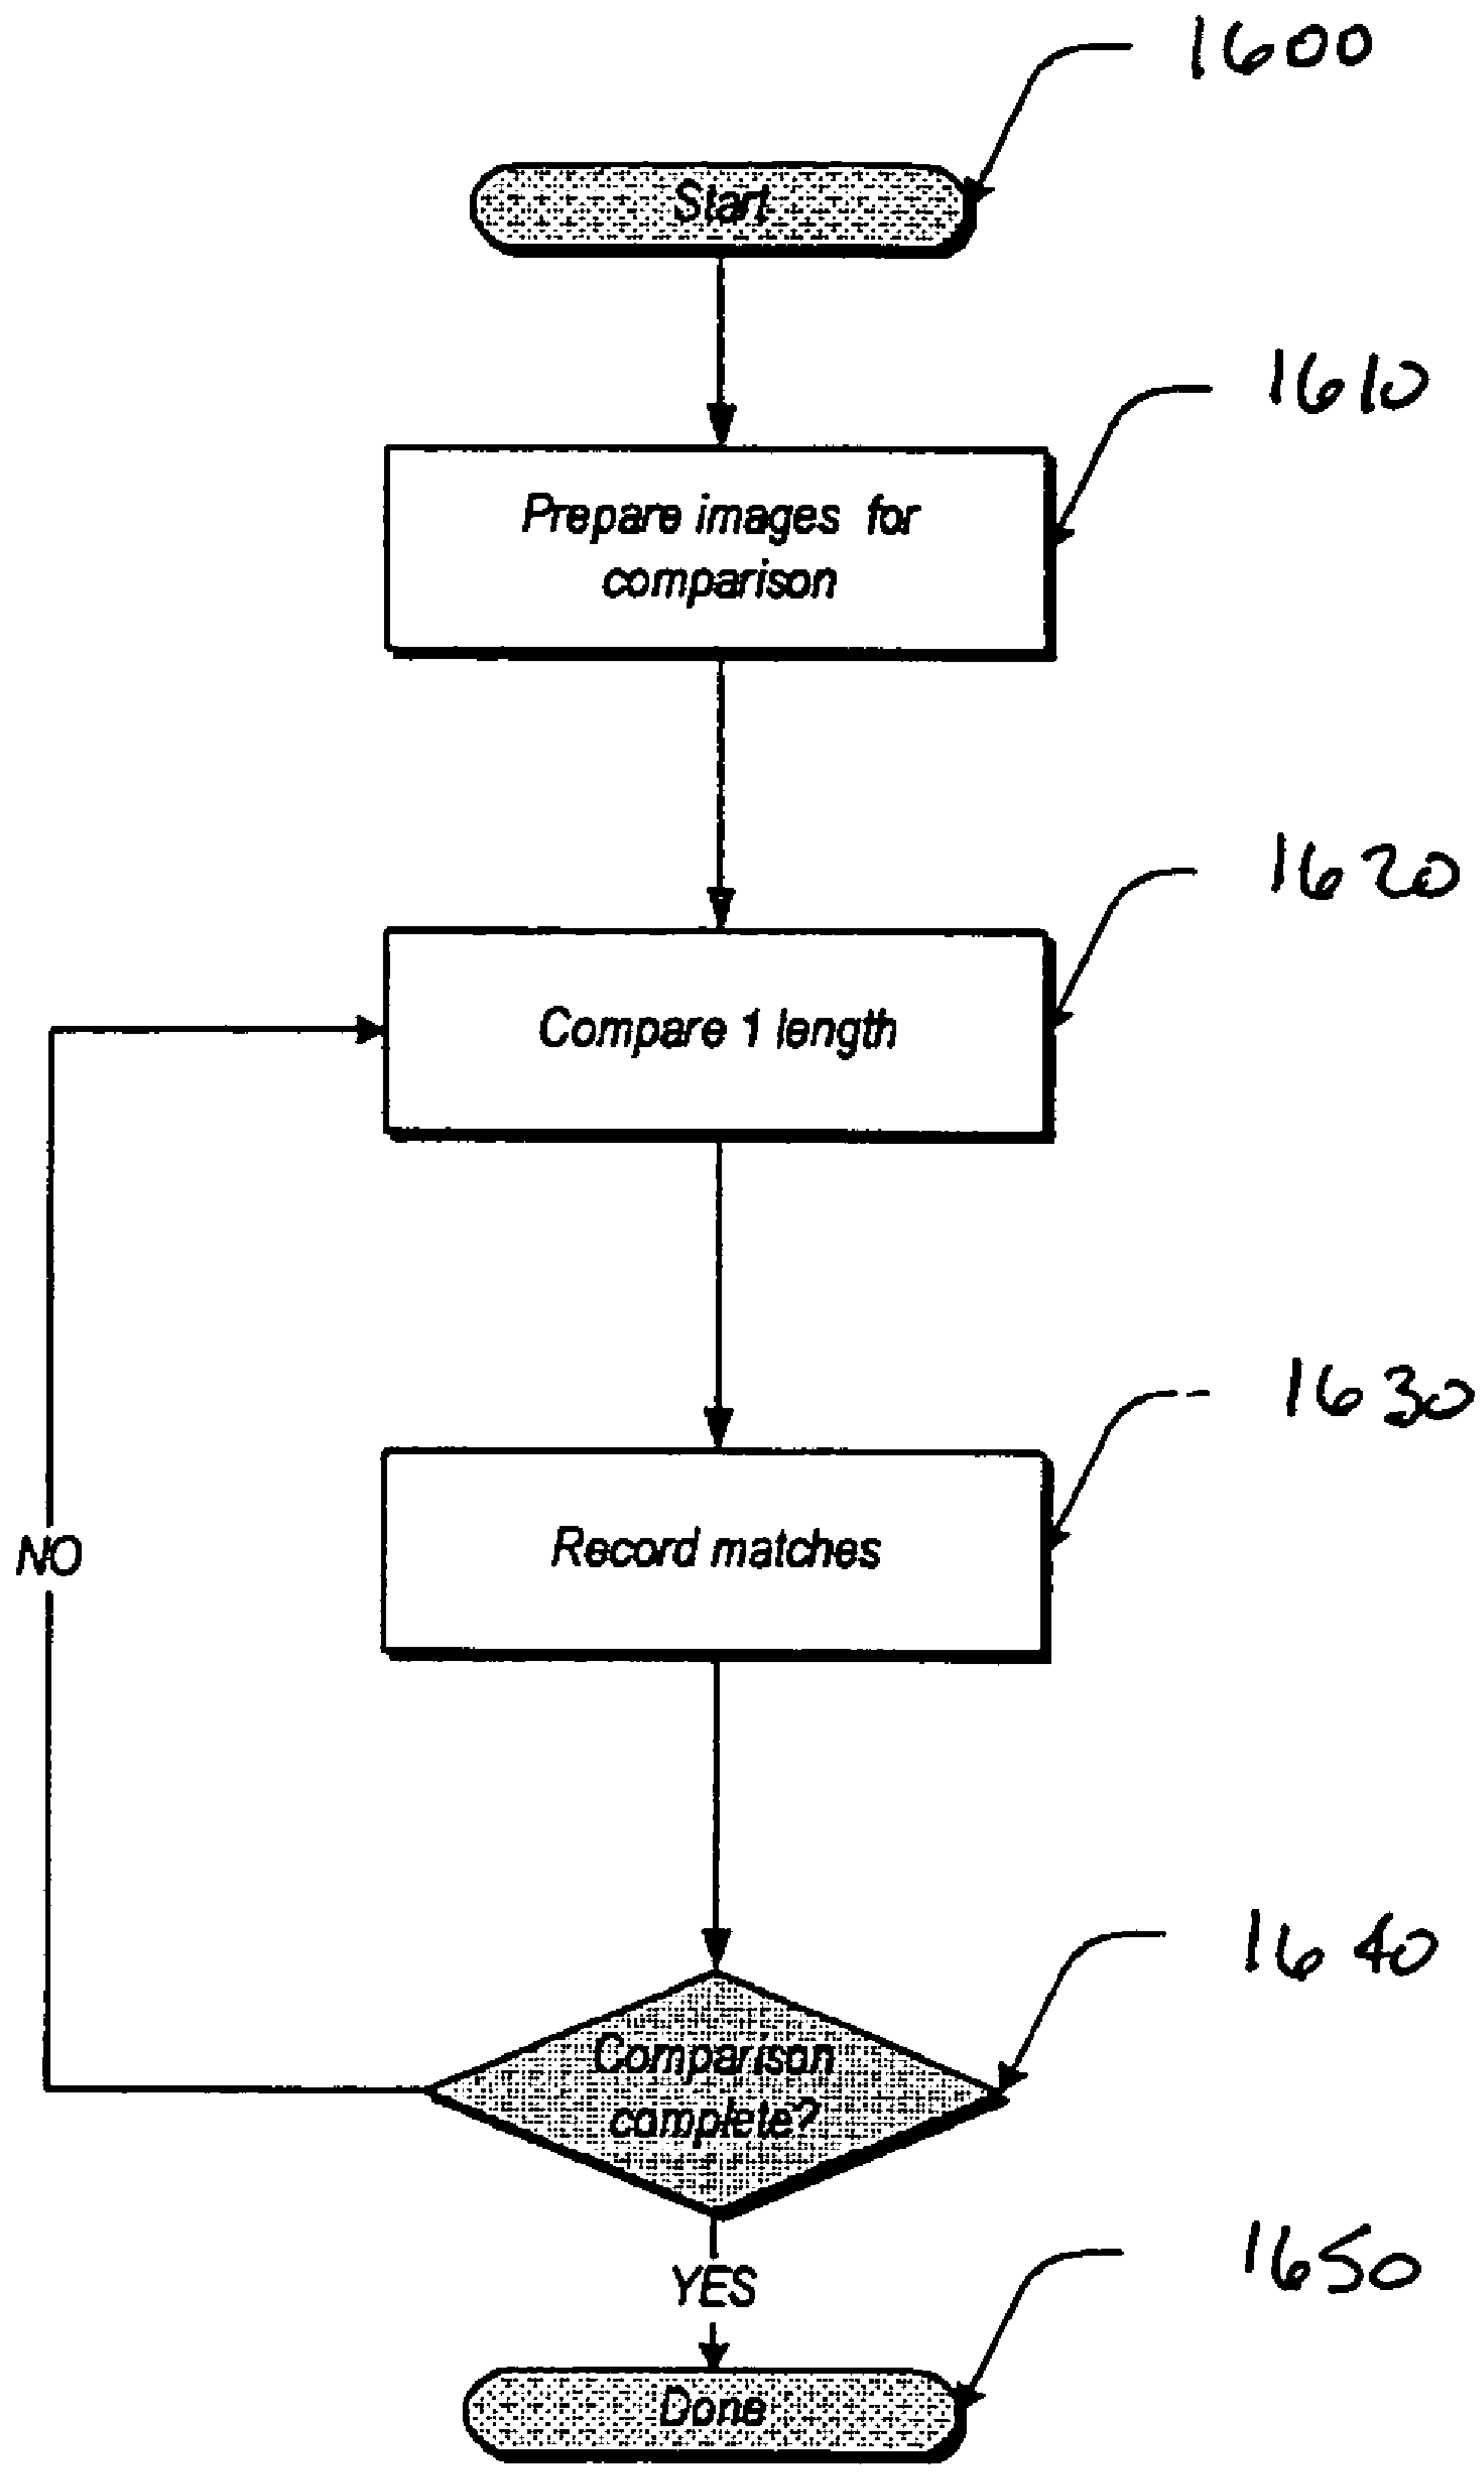 1600
Start
1610
Prepare images for
comparison
1620
Compare 1 length
1630
Record matches
NO
1640
Comparison
complete?
YES
1650
Done